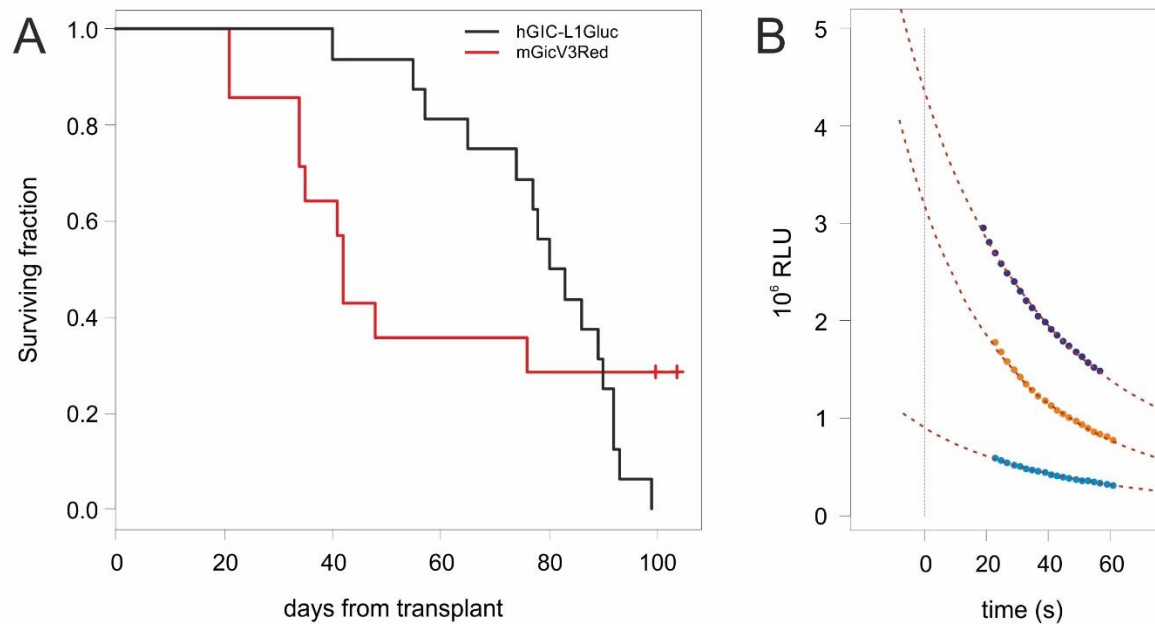 A
1.0
0.8
0.6
0.4
0.2
0.0
Surviving fraction
hGIC-L1Gluc
mGicV3Red
0 20 40 60 80 100
days from transplant
B
5
4
3
2
1
0
10⁶ RLU
0 20 40 60
time (s)